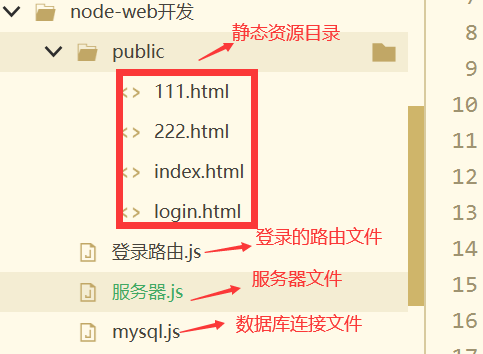 node-web开发
public
静态资源目录
<> 111.html
<> 222.html
<> index.html
<> login.html
登录路由.js
登录的路由文件
服务器.js
服务器文件
mysql.js
数据库连接文件
8
9
10
11
12
13
14
15
16